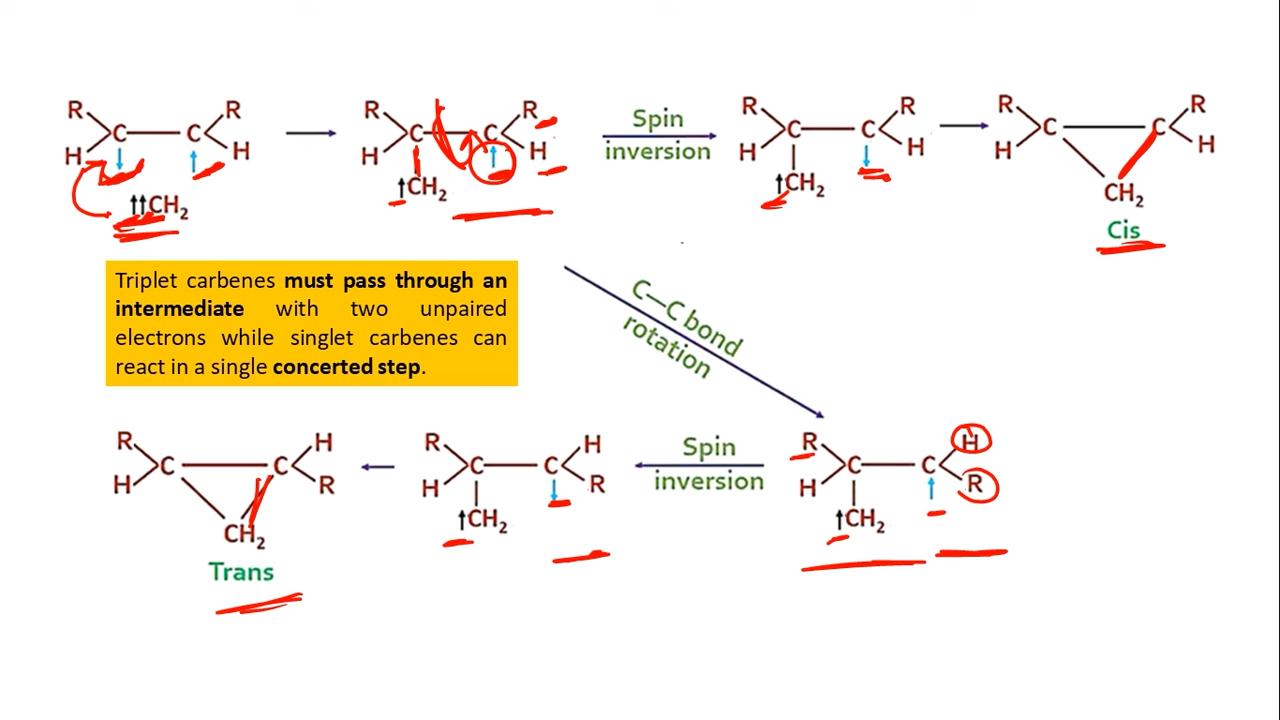 R R R R R R R R
C C C C C C C C
H H H H H H H H
↑↑CH₂ ↑CH₂ ↑CH₂ CH₂
Spin
inversion
Cis
Triplet carbenes must pass through an
intermediate with two unpaired
electrons while singlet carbenes can
react in a single concerted step.
C—C bond
rotation
R H R H R H
C C C C C C
H R H R H R
CH₂ ↑CH₂ ↑CH₂
Spin
inversion
Trans